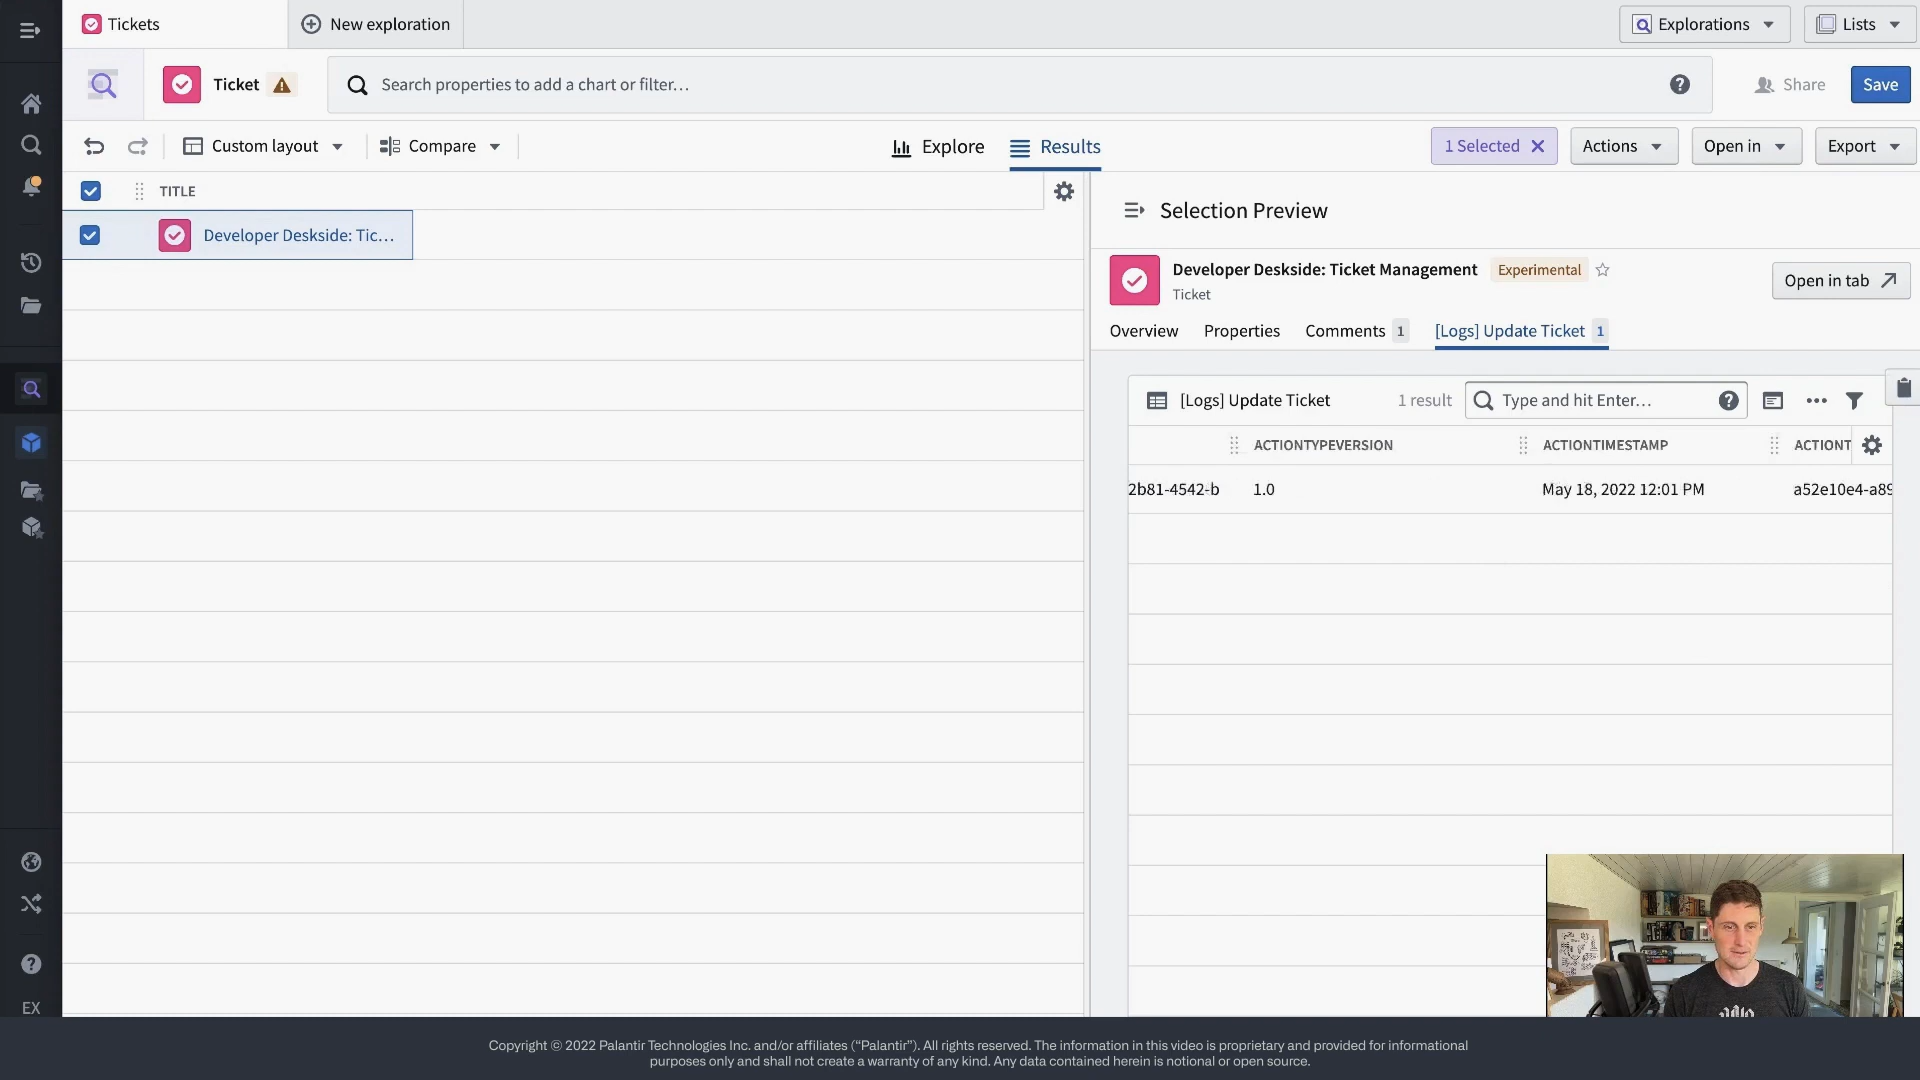 Tickets
New exploration
Explorations
Lists
Ticket
Search properties to add a chart or filter...
Share
Save
Custom layout
Compare
Explore
Results
1 Selected
Actions
Open in
Export
TITLE
Developer Deskside: Tic...
Selection Preview
Developer Deskside: Ticket Management
Experimental
Ticket
Open in tab
Overview
Properties
Comments 1
[Logs] Update Ticket 1
[Logs] Update Ticket
1 result
Type and hit Enter...
ACTIONTYPEVERSION
ACTIONTIMESTAMP
ACTIONT
2b81-4542-b
1.0
May 18, 2022 12:01 PM
a52e10e4-a89
EX
Copyright © 2022 Palantir Technologies Inc. and/or affiliates (“Palantir”). All rights reserved. The information in this video is proprietary and provided for informational
purposes only and shall not create a warranty of any kind. Any data contained herein is notional or open source.